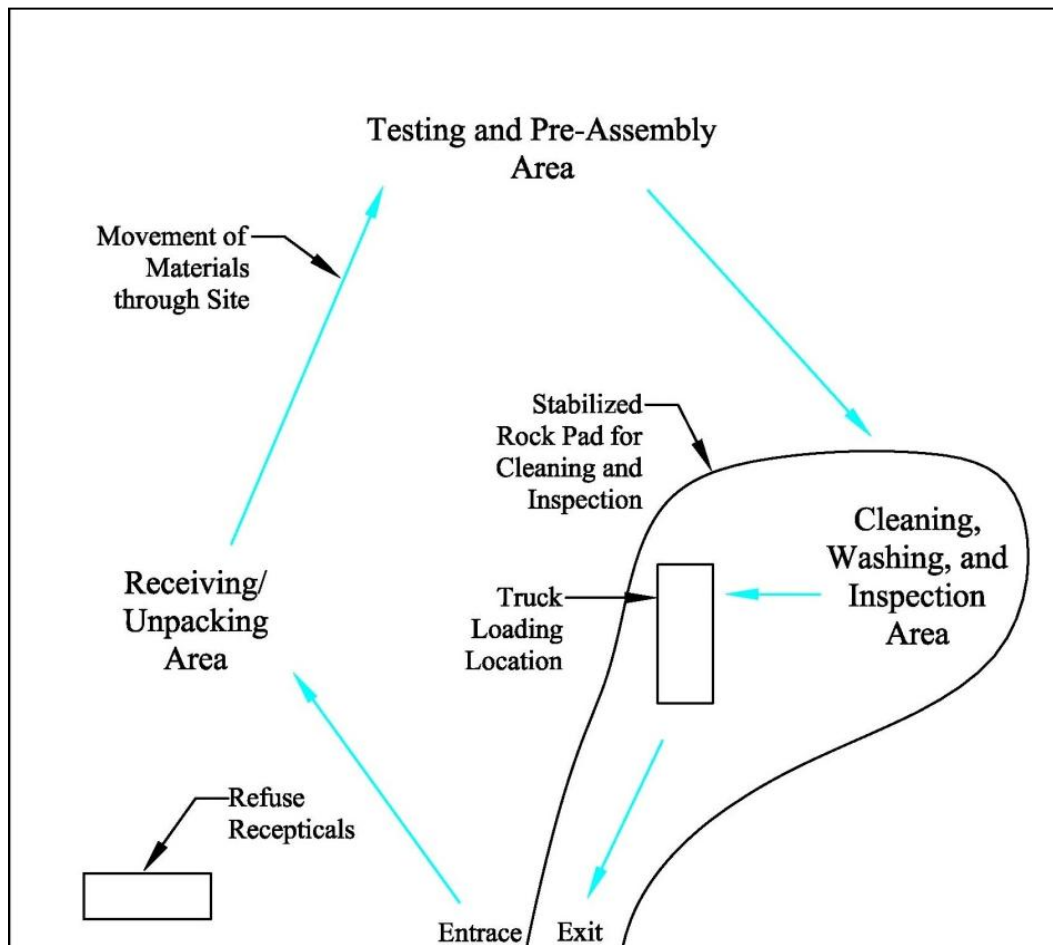 Testing and Pre-Assembly
Area
Movement of
Materials
through Site
Stabilized
Rock Pad for
Cleaning and
Inspection
Cleaning,
Washing, and
Inspection
Area
Receiving/
Unpacking
Area
Truck
Loading
Location
Refuse
Recepticals
Entrace
Exit